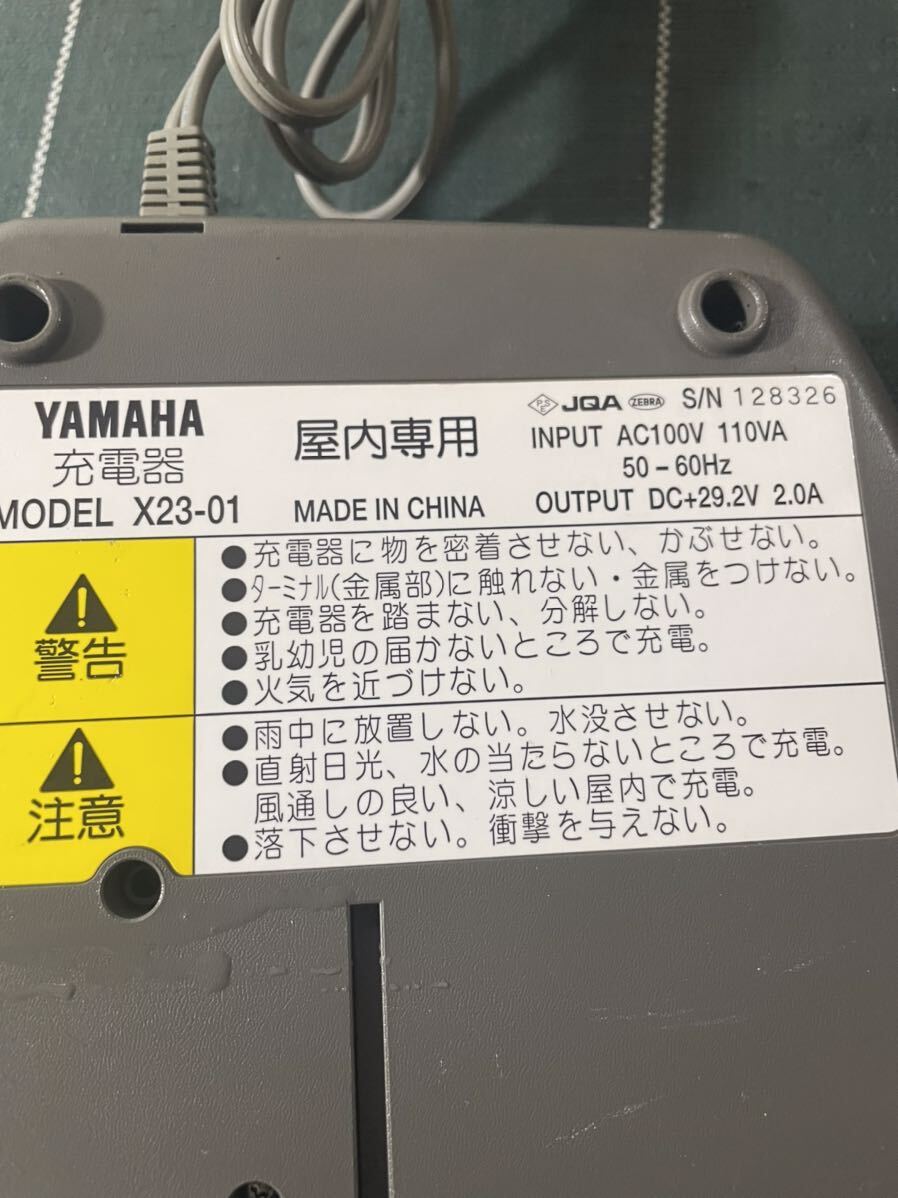 YAMAHA
充電器
MODEL X23-01
屋内専用
MADE IN CHINA
PSE JQA ZEBRA S/N 128326
INPUT AC100V 110VA
50-60Hz
OUTPUT DC+29.2V 2.0A
警告
●充電器に物を密着させない、かぶせない。
●ターミナル(金属部)に触れない・金属をつけない。
●充電器を踏まない、分解しない。
●乳幼児の届かないところで充電。
●火気を近づけない。
注意
●雨中に放置しない。水没させない。
●直射日光、水の当たらないところで充電。
風通しの良い、涼しい屋内で充電。
●落下させない。衝撃を与えない。